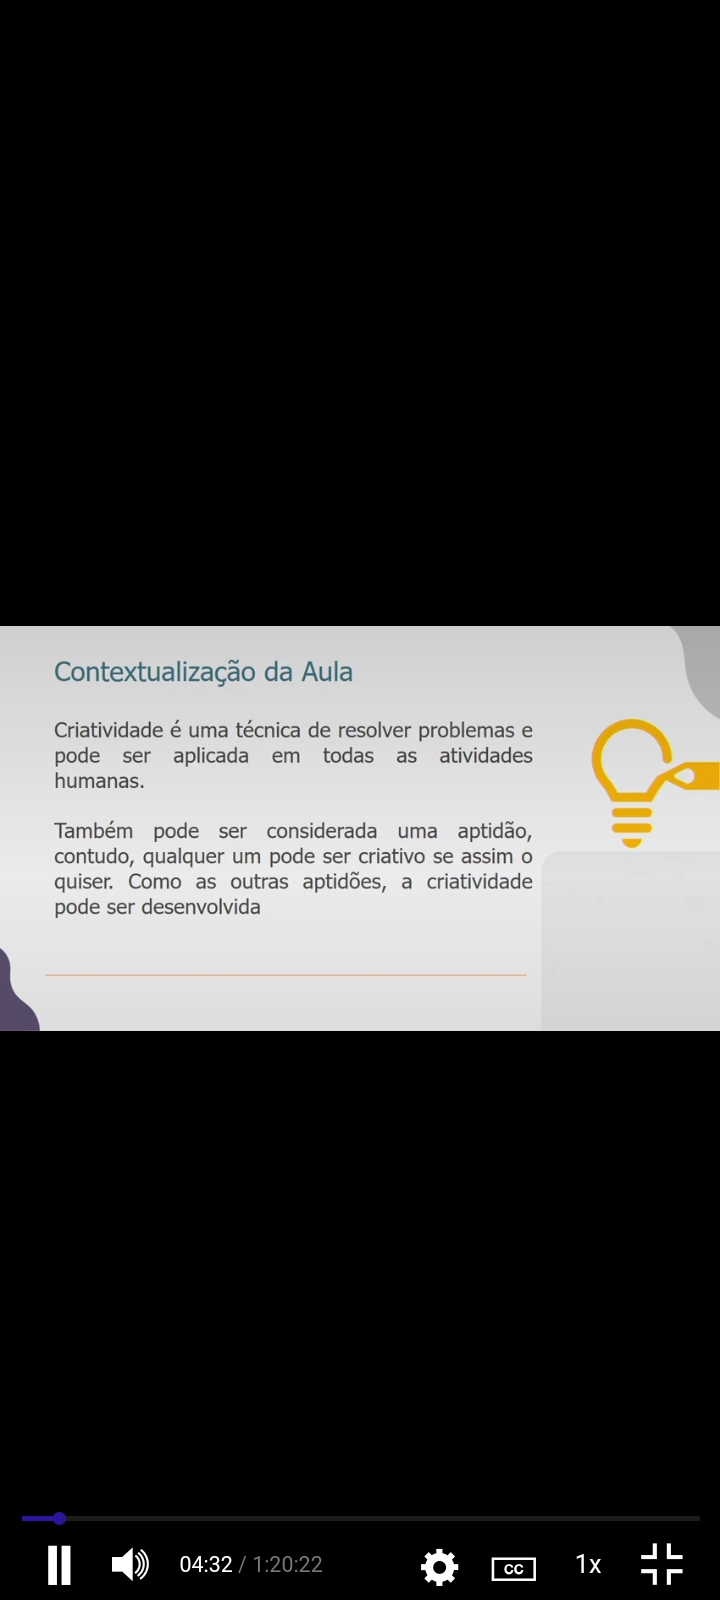 Contextualização da Aula
Criatividade é uma técnica de resolver problemas e
pode ser aplicada em todas as atividades
humanas.
Também pode ser considerada uma aptidão,
contudo, qualquer um pode ser criativo se assim o
quiser. Como as outras aptidões, a criatividade
pode ser desenvolvida
04:32 / 1:20:22
CC
1x